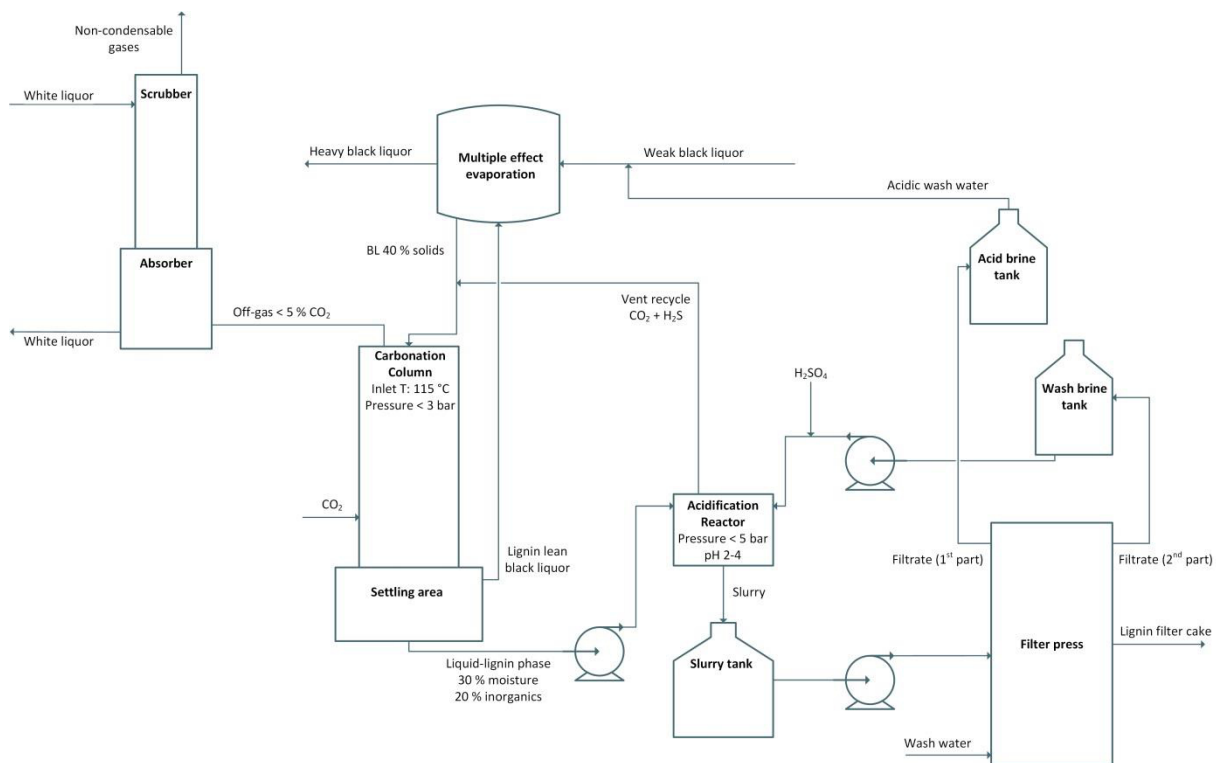 Non-condensable
gases
White liquor
Scrubber
Absorber
White liquor
Off-gas < 5 % CO₂
Heavy black liquor
Multiple effect
evaporation
Weak black liquor
Acidic wash water
BL 40 % solids
Vent recycle
CO₂ + H₂S
Acid brine
tank
Carbonation
Column
Inlet T: 115 °C
Pressure < 3 bar
H₂SO₄
Wash brine
tank
CO₂
Lignin lean
black liquor
Settling area
Acidification
Reactor
Pressure < 5 bar
pH 2-4
Slurry
Filtrate (1st part)
Filtrate (2nd part)
Liquid-lignin phase
30 % moisture
20 % inorganics
Slurry tank
Filter press
Lignin filter cake
Wash water